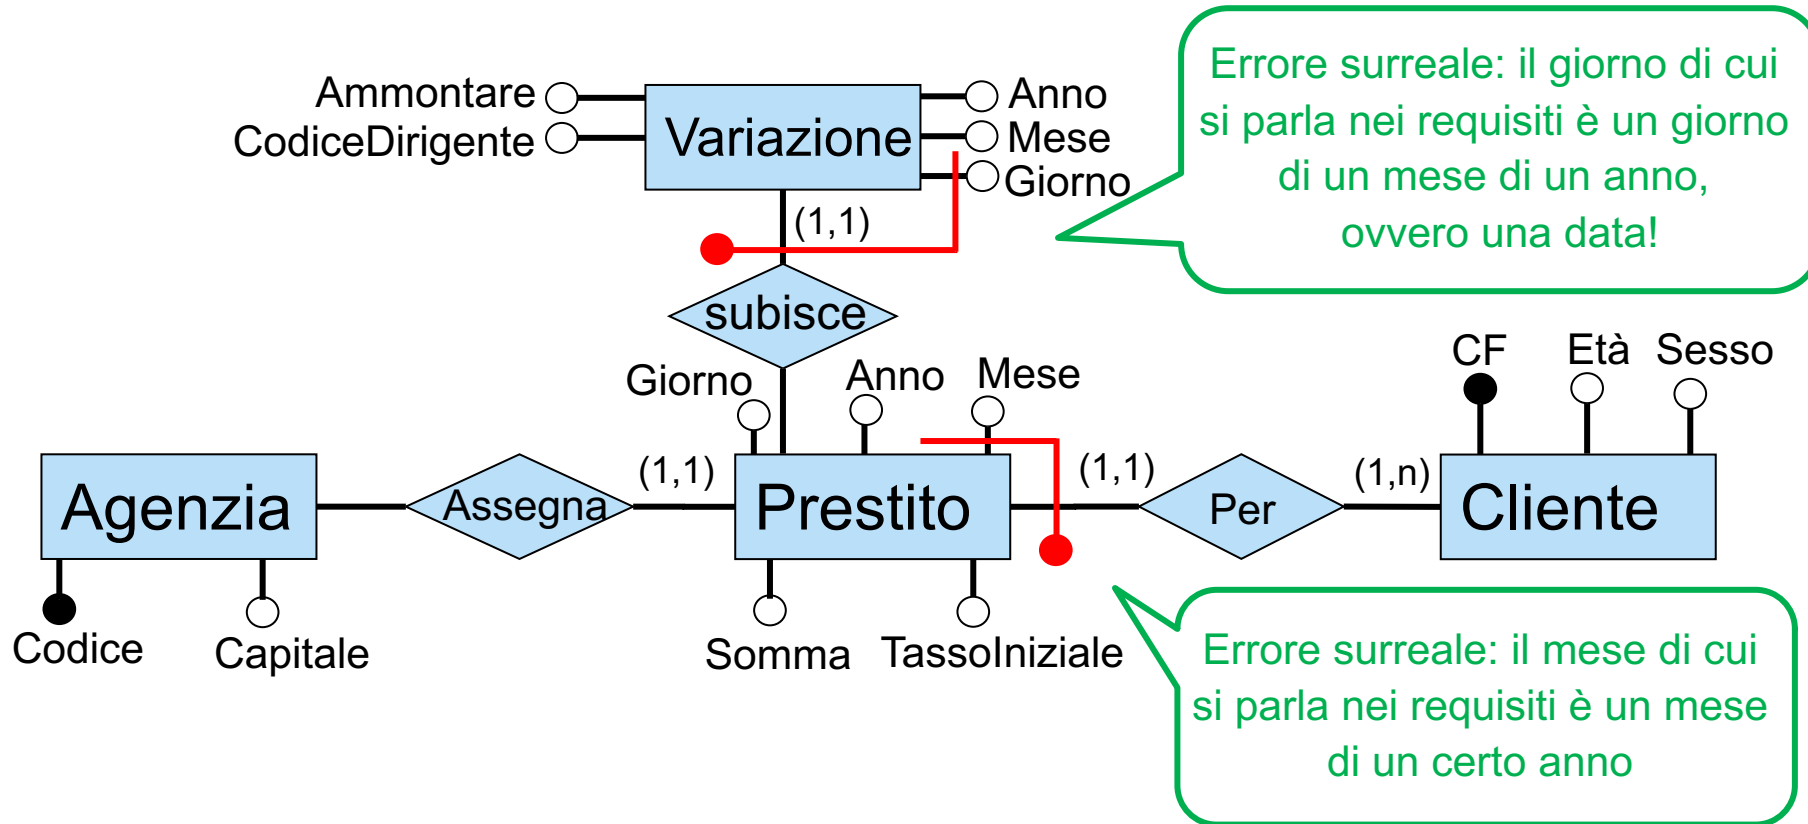 Ammontare
CodiceDirigente
Variazione
Anno
Mese
Giorno
(1,1)
Errore surreale: il giorno di cui
si parla nei requisiti è un giorno
di un mese di un anno,
ovvero una data!
subisce
Giorno
Anno
Mese
CF
Età
Sesso
Agenzia
Assegna
(1,1)
Prestito
(1,1)
Per
(1,n)
Cliente
Codice
Capitale
Somma
TassoIniziale
Errore surreale: il mese di cui
si parla nei requisiti è un mese
di un certo anno